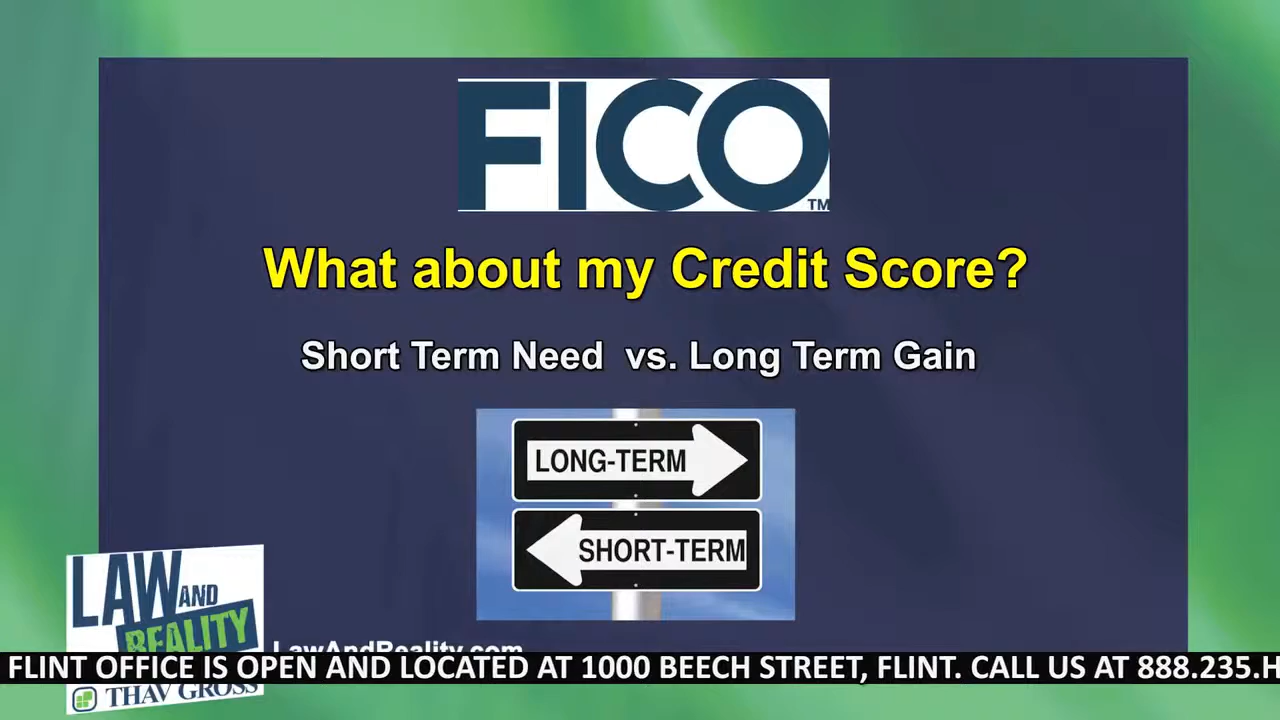 FICO
TM
What about my Credit Score?
Short Term Need vs. Long Term Gain
LONG-TERM
SHORT-TERM
LAW AND
REALITY
LawAndReality.com
FLINT OFFICE IS OPEN AND LOCATED AT 1000 BEECH STREET, FLINT. CALL US AT 888.235.H
THAV GROSS